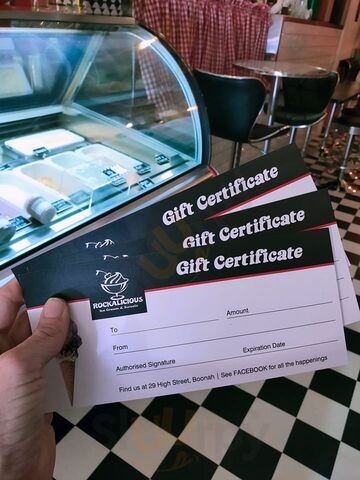 Gift Certificate
Gift Certificate
Gift Certificate
ROCKALICIOUS
Ice Cream & Sweets
To
Amount
From
Expiration Date
Authorised Signature
Find us at 29 High Street, Boonah | See FACEBOOK for all the happenings